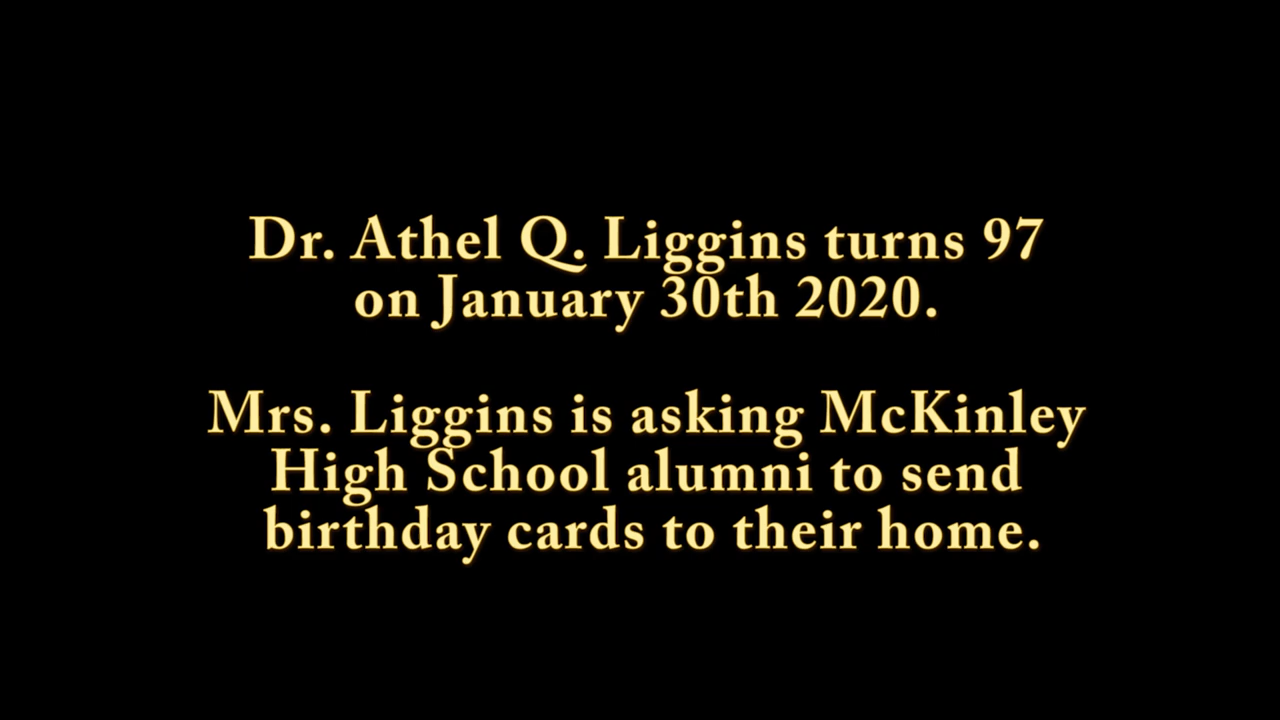 Dr. Athel Q. Liggins turns 97
on January 30th 2020.
Mrs. Liggins is asking McKinley
High School alumni to send
birthday cards to their home.